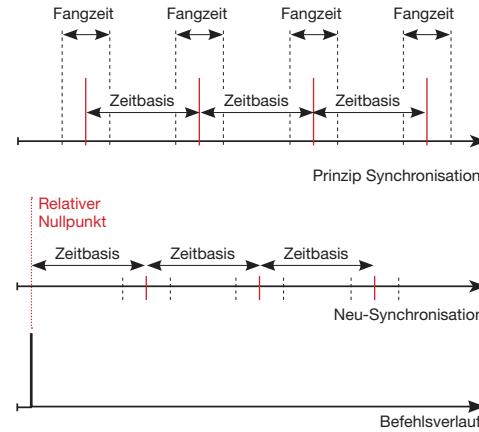 Fangzeit Fangzeit Fangzeit Fangzeit
Zeitbasis Zeitbasis Zeitbasis
Prinzip Synchronisation
Relativer
Nullpunkt
Zeitbasis Zeitbasis Zeitbasis
Neu-Synchronisation
Befehlsverlauf